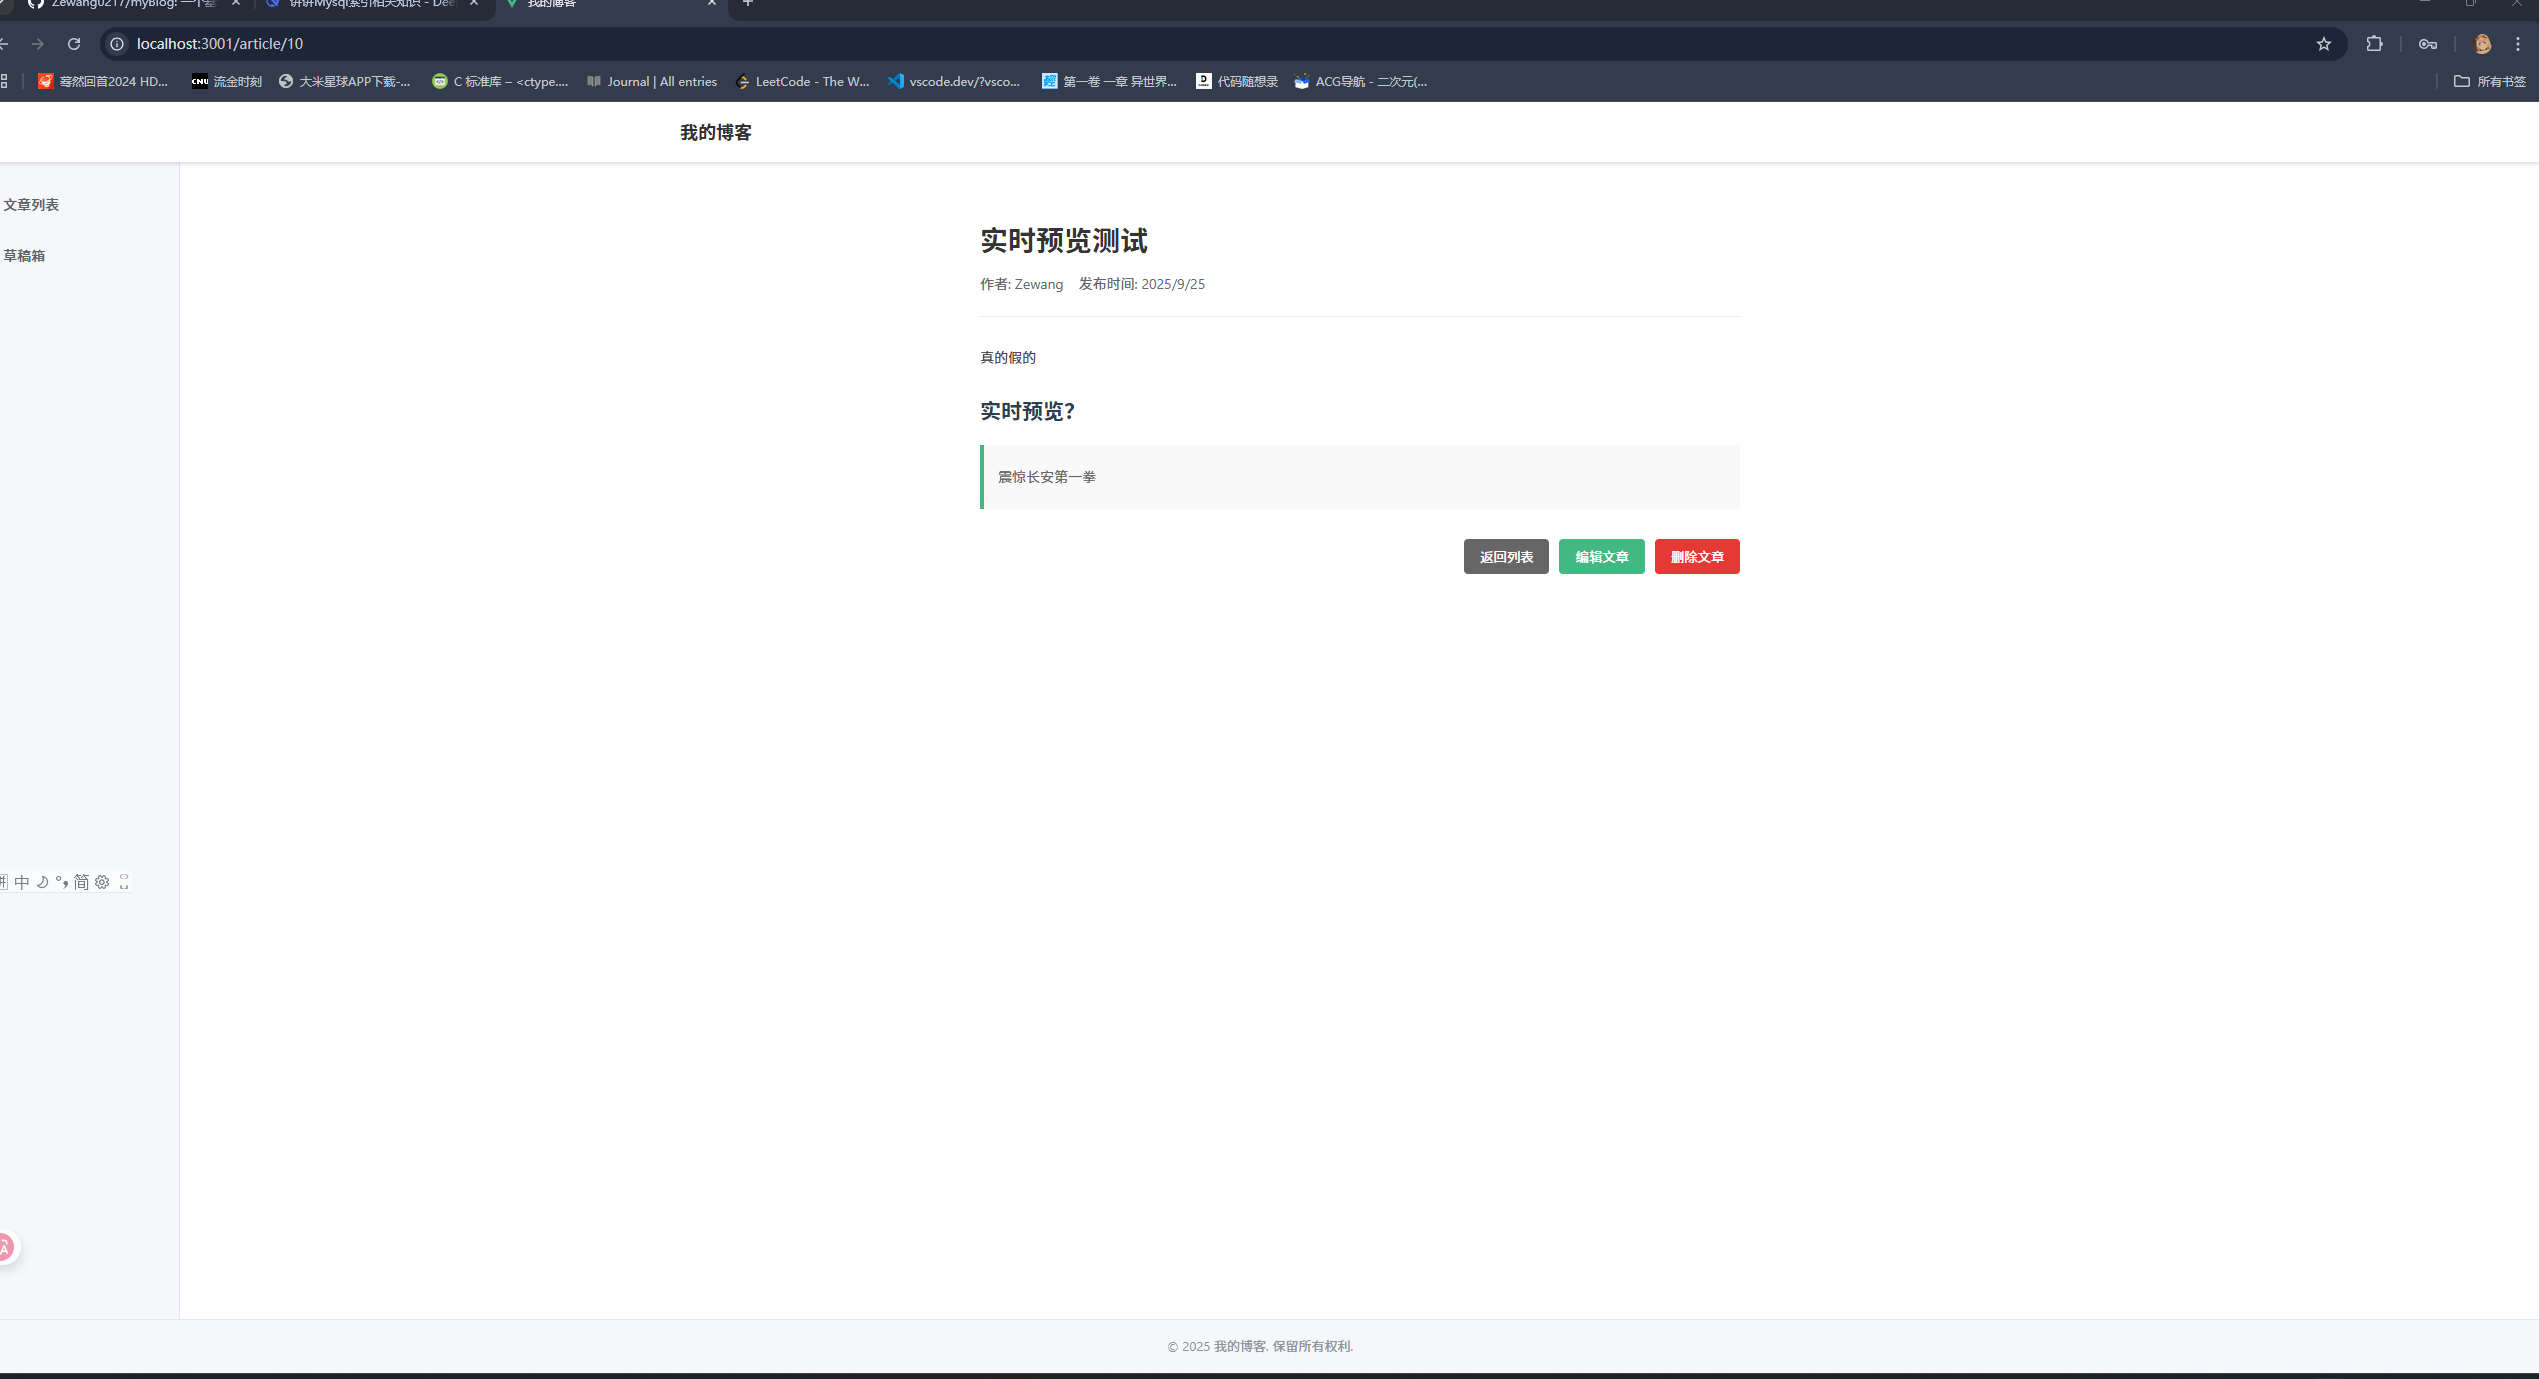 Zewang0217/myBlog: 一个基
讲讲Mysql索引相关知识 - Dee
我的博客
localhost:3001/article/10
蓦然回首2024 HD...
CNU 流金时刻
大米星球APP下载-...
C 标准库 – <ctype....
Journal | All entries
LeetCode - The W...
vscode.dev/?vsco...
第一卷 一章 异世界...
代码随想录
ACG导航 - 二次元(...
所有书签
我的博客
文章列表
草稿箱
实时预览测试
作者: Zewang 发布时间: 2025/9/25
真的假的
实时预览？
震惊长安第一拳
返回列表 编辑文章 删除文章
中 简
© 2025 我的博客. 保留所有权利.